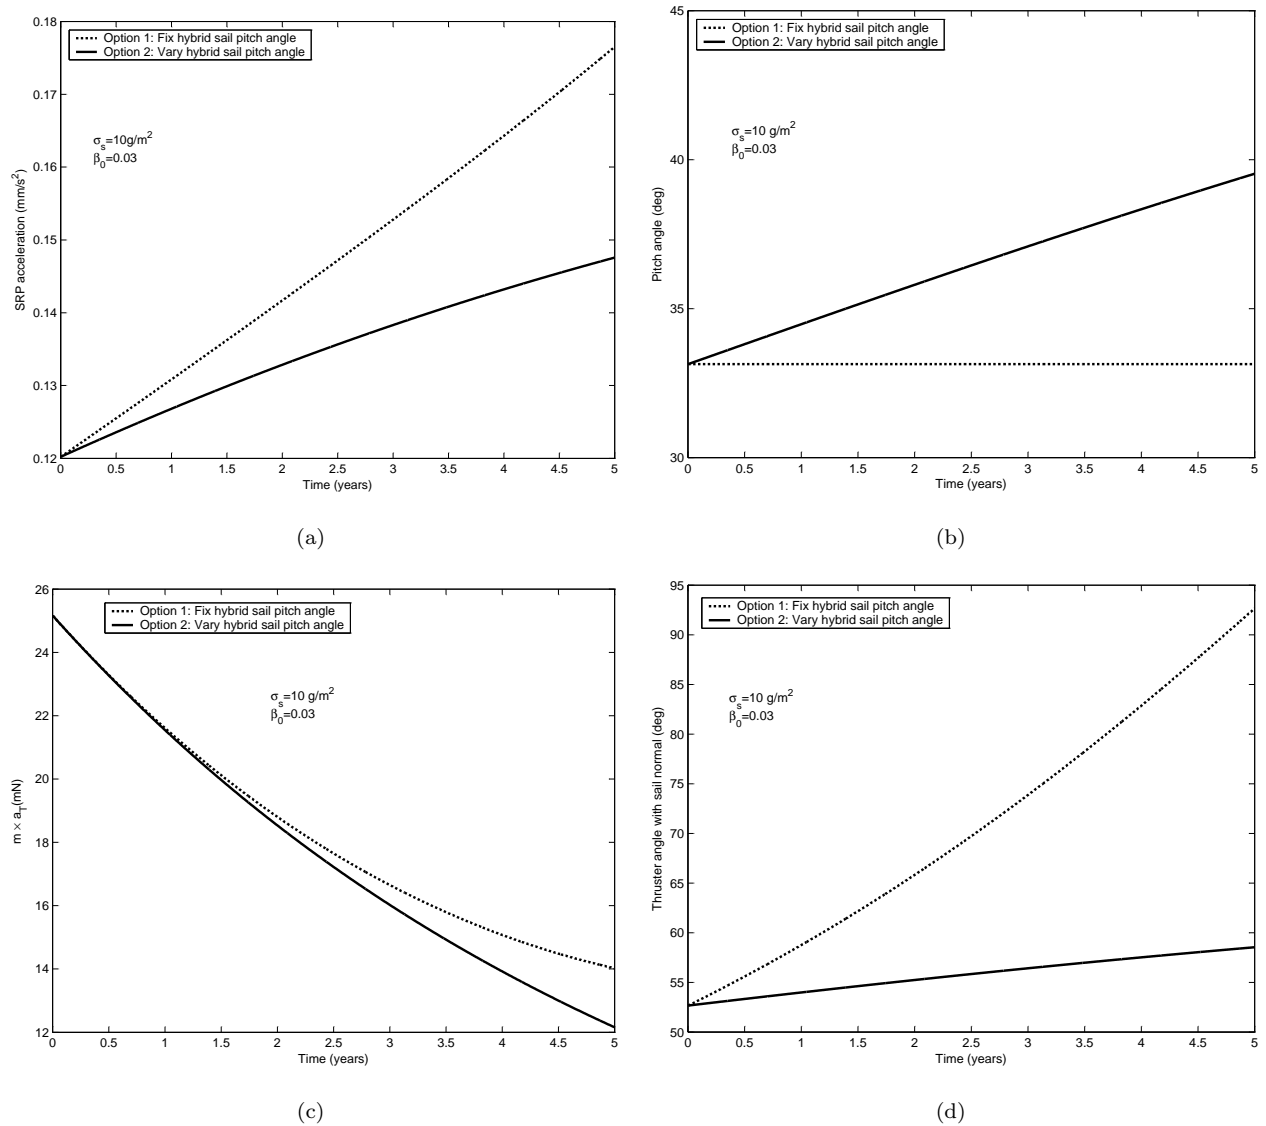 0.18
0.17
0.16
0.15
0.14
0.13
0.12
SRP acceleration (mm/s²)
Option 1: Fix hybrid sail pitch angle
Option 2: Vary hybrid sail pitch angle
σₛ=10g/m²
β₀=0.03
0 0.5 1 1.5 2 2.5 3 3.5 4 4.5 5
Time (years)
(a)
45
40
35
30
Pitch angle (deg)
Option 1: Fix hybrid sail pitch angle
Option 2: Vary hybrid sail pitch angle
σₛ=10 g/m²
β₀=0.03
0 0.5 1 1.5 2 2.5 3 3.5 4 4.5 5
Time (years)
(b)
26
24
22
20
18
16
14
12
m × a_T(mN)
Option 1: Fix hybrid sail pitch angle
Option 2: Vary hybrid sail pitch angle
σₛ=10 g/m²
β₀=0.03
0 0.5 1 1.5 2 2.5 3 3.5 4 4.5 5
Time (years)
(c)
95
90
85
80
75
70
65
60
55
50
Thruster angle with sail normal (deg)
Option 1: Fix hybrid sail pitch angle
Option 2: Vary hybrid sail pitch angle
σₛ=10 g/m²
β₀=0.03
0 0.5 1 1.5 2 2.5 3 3.5 4 4.5 5
Time (years)
(d)